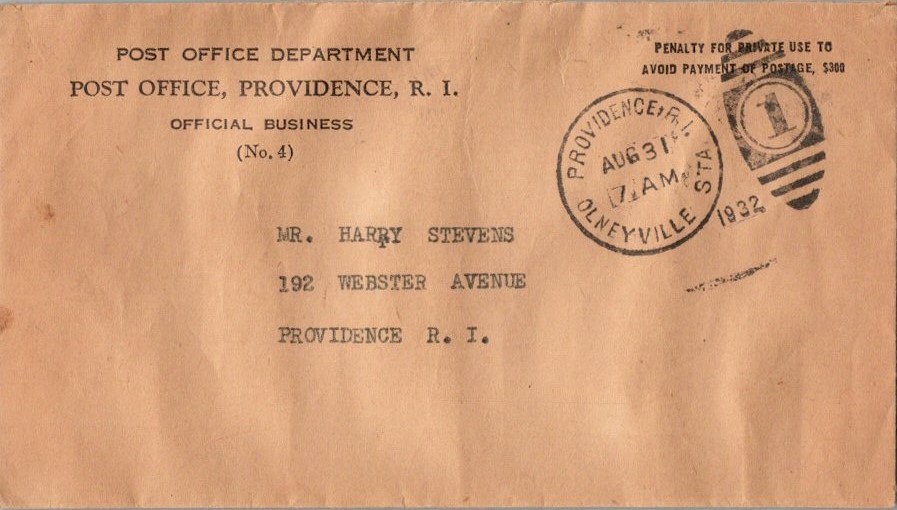 POST OFFICE DEPARTMENT
POST OFFICE, PROVIDENCE, R. I.
OFFICIAL BUSINESS
(No. 4)
PENALTY FOR PRIVATE USE TO
AVOID PAYMENT OF POSTAGE, $300
PROVIDENCE, R.I.
AUG 31
7 AM
OLNEYVILLE STA.
1932
1
MR. HARRY STEVENS
192 WEBSTER AVENUE
PROVIDENCE R. I.